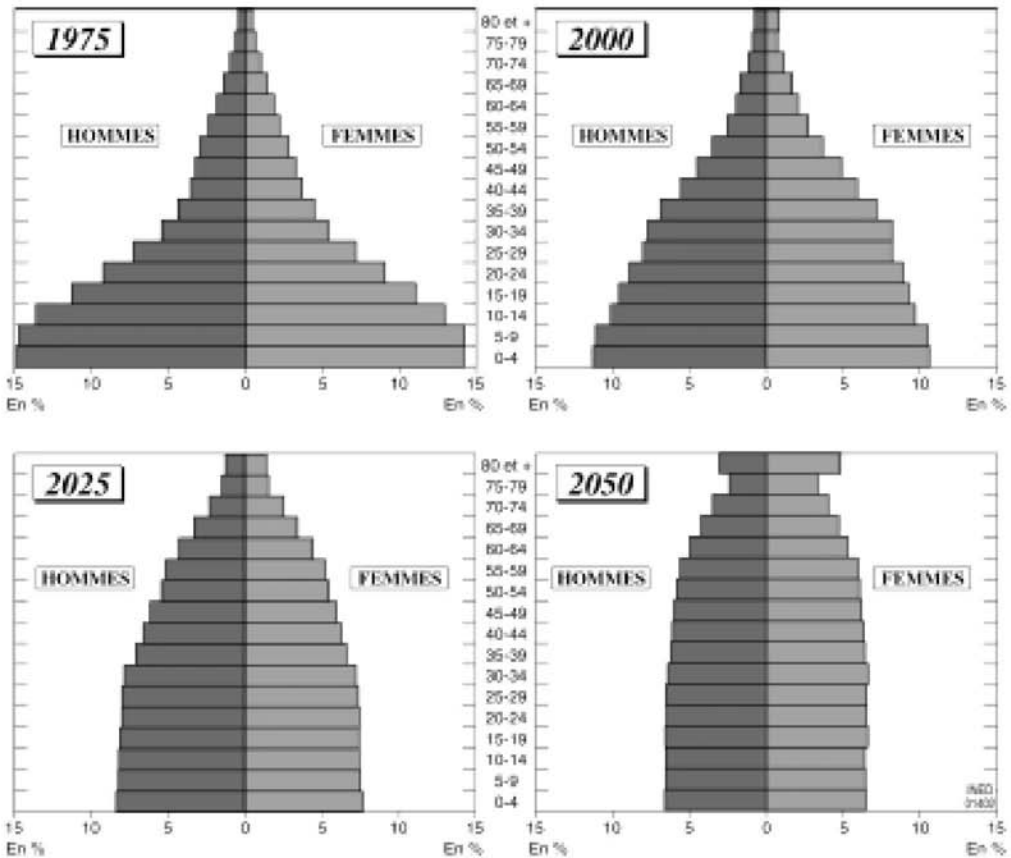 1975
HOMMES
FEMMES
80 et +
75-79
70-74
65-69
60-64
55-59
50-54
45-49
40-44
35-39
30-34
25-29
20-24
15-19
10-14
5-9
0-4
15 10 5 0 5 10 15
En % En %
2000
HOMMES
FEMMES
15 10 5 0 5 10 15
En % En %
2025
HOMMES
FEMMES
80 et +
75-79
70-74
65-69
60-64
55-59
50-54
45-49
40-44
35-39
30-34
25-29
20-24
15-19
10-14
5-9
0-4
15 10 5 0 5 10 15
En % En %
2050
HOMMES
FEMMES
INED
15 10 5 0 5 10 15
En % En %